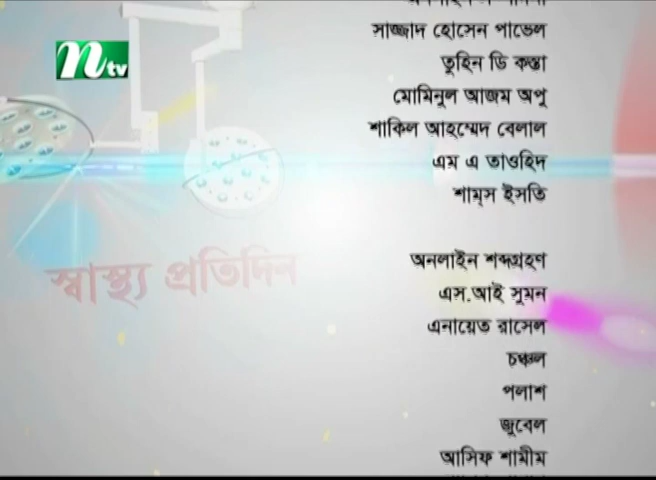 ntv
সাজ্জাদ হোসেন পাভেল
তুহিন ডি কস্তা
মোমিনুল আজম অপু
শাকিল আহম্মেদ বেলাল
এম এ তাওহিদ
শাম্‌স ইসতি
স্বাস্থ্য প্রতিদিন
অনলাইন শব্দগ্রহণ
এস.আই সুমন
এনায়েত রাসেল
চঞ্চল
পলাশ
জুবেল
আসিফ শামীম